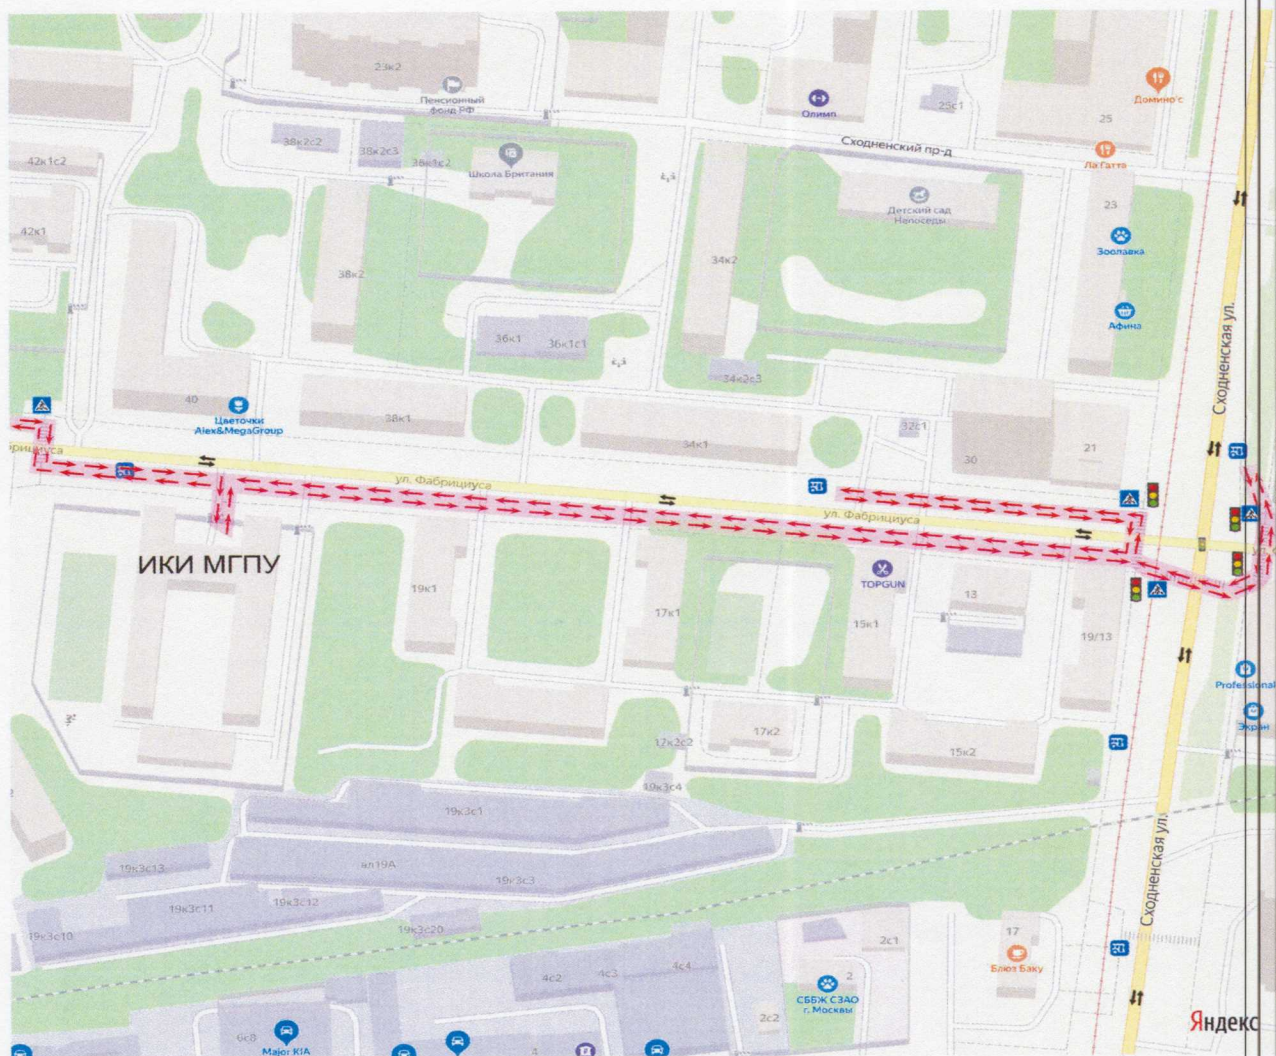 23к2
Пенсионный
фонд РФ
Олимп
25с1
Домино'с
25
38к2с2
38к2с3
36к1с2
Школа Британия
Сходненский пр-д
Ла Гатта
42к1с2
42к1
38к2
34к2
Детский сад
Непоседы
23
Зоолавка
Афина
Сходненская ул.
36к1
36к1с1
34к2с3
40
Цветочки
Alex&MegaGroup
38к1
34к1
32с1
30
21
ул. Фабрициуса
ул. Фабрициуса
ИКИ МГПУ
19к1
17к1
TOPGUN
15к1
13
19/13
Professional
Экран
17к2с2
17к2
15к2
19к3с4
19к3с1
вл19А
19к3с3
19к3с13
19к3с11
19к3с12
19к3с10
19к3с20
Сходненская ул.
4с2
4с3
4с4
2с1
2
СББЖ СЗАО
г. Москвы
2с2
17
Блюз Баку
6с8
Major KIA
4
Яндекс